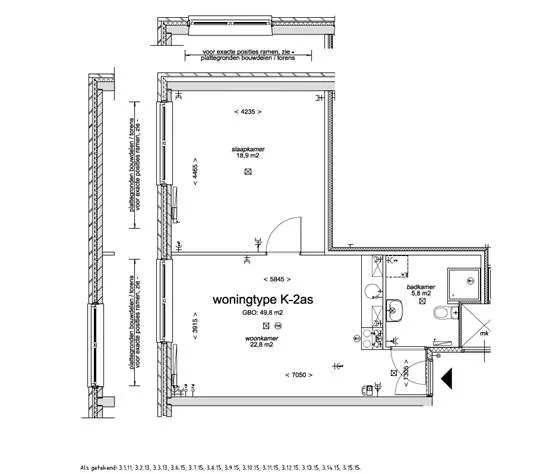 voor exacte posities ramen, zie -
plattegronden bouwdelen / torens
< 4235 >
slaapkamer
18,9 m2
< 4465 >
voor exacte posities ramen, zie -
plattegronden bouwdelen / torens
< 5845 >
woningtype K-2as
GBO: 49,8 m2
woonkamer
22,8 m2
< 3915 >
voor exacte posities ramen, zie -
plattegronden bouwdelen / torens
badkamer
5,8 m2
mk
< 7050 >
< 1305 >
Als getekend: 3.1.11, 3.2.13, 3.3.13, 3.6.15, 3.7.15, 3.8.15, 3.9.15, 3.10.15, 3.11.15, 3.12.15, 3.13.15, 3.14.15, 3.15.15.